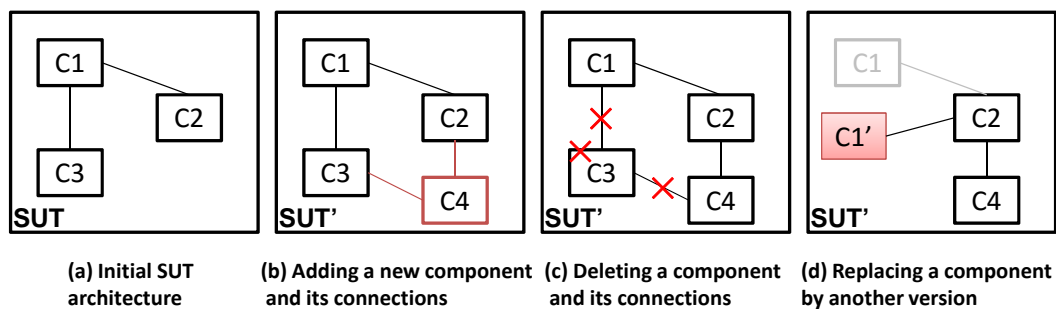 C1
C2
C3
SUT
(a) Initial SUT
architecture
C1
C2
C3
C4
SUT’
(b) Adding a new component
and its connections
C1
C2
C3
C4
SUT’
(c) Deleting a component
and its connections
C1
C2
C1’
C4
SUT’
(d) Replacing a component
by another version